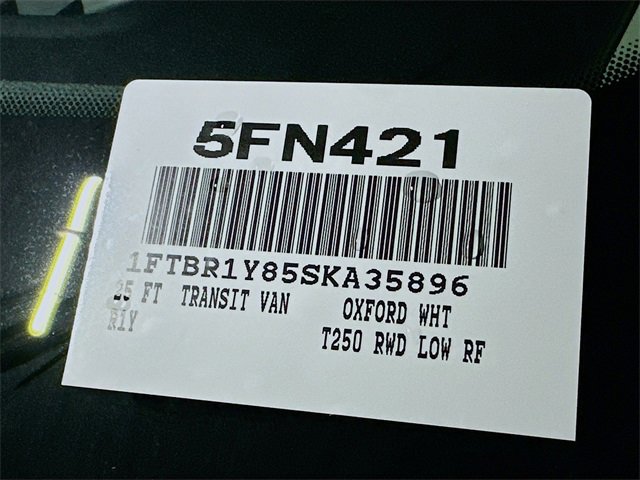 5FN421
1FTBR1Y85SKA35896
25 FT TRANSIT VAN OXFORD WHT
R1Y T250 RWD LOW RF